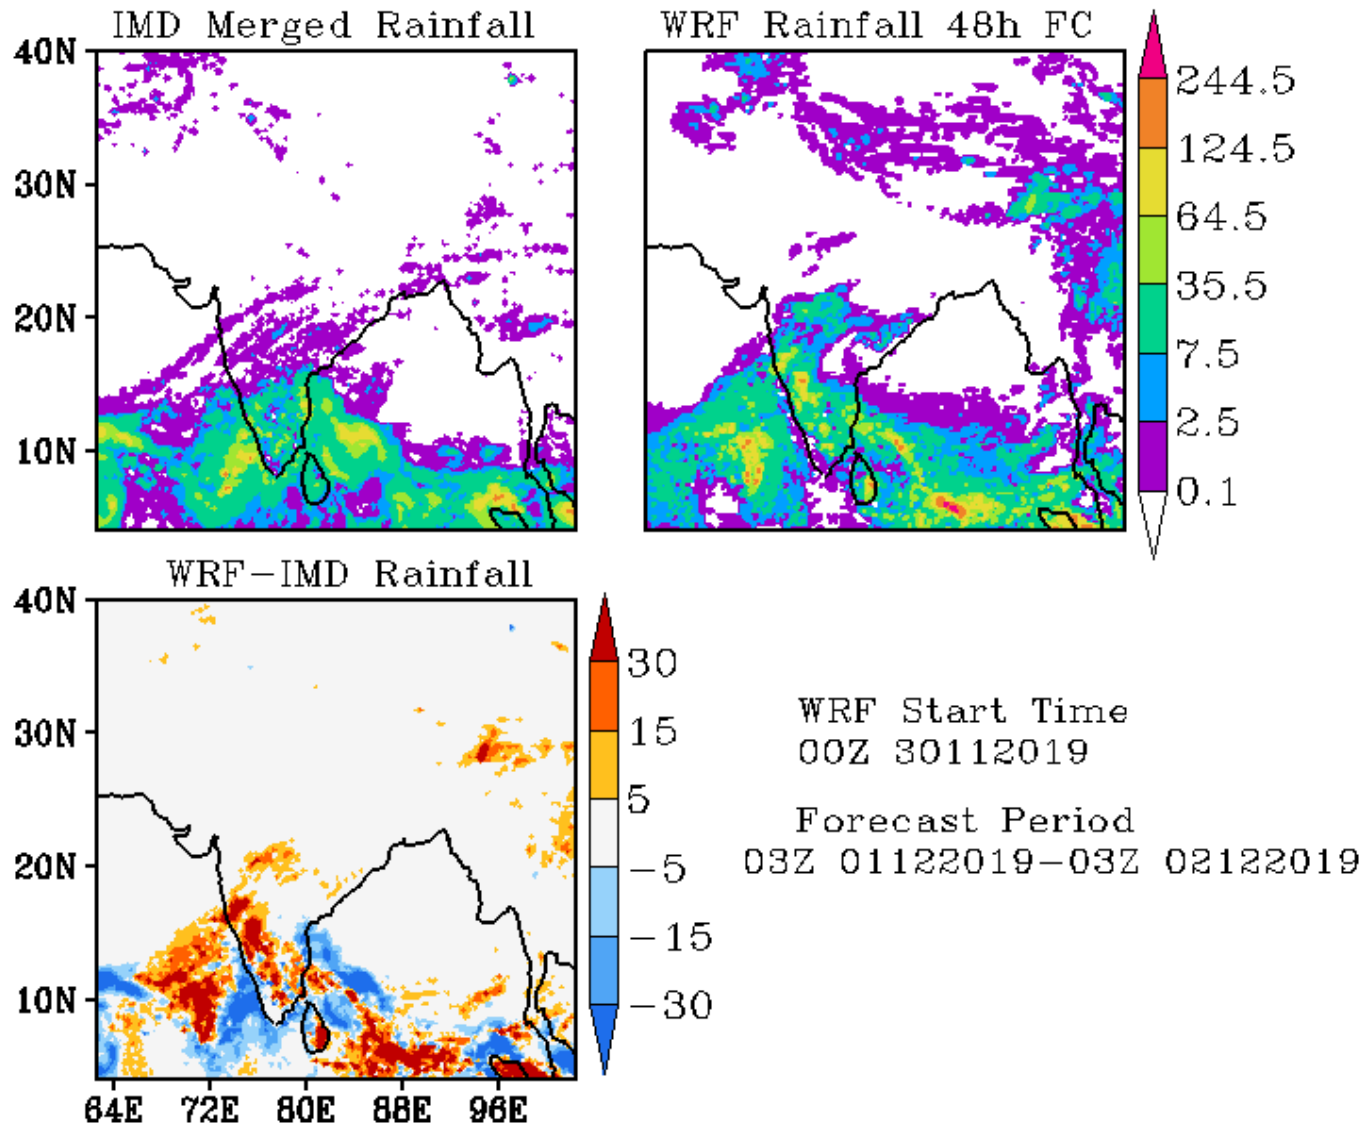 IMD Merged Rainfall
WRF Rainfall 48h FC
40N
30N
20N
10N
244.5
124.5
64.5
35.5
7.5
2.5
0.1
WRF-IMD Rainfall
40N
30N
20N
10N
64E 72E 80E 88E 96E
30
15
5
-5
-15
-30
WRF Start Time
00Z 30112019
Forecast Period
03Z 01122019-03Z 02122019